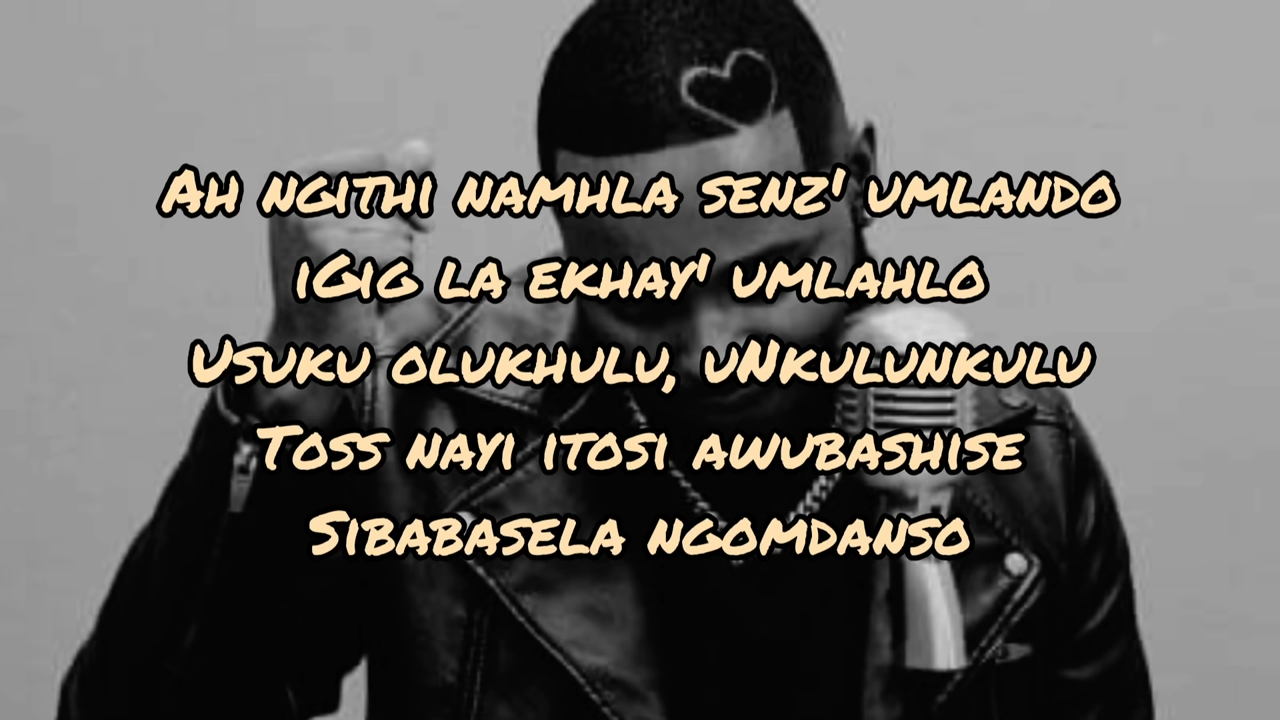 Ah ngithi namhla senz' umlando
iGig la ekhay' umlahlo
Usuku olukhulu, uNkulunkulu
Toss nayi itosi awubashise
Sibabasela ngomdanso